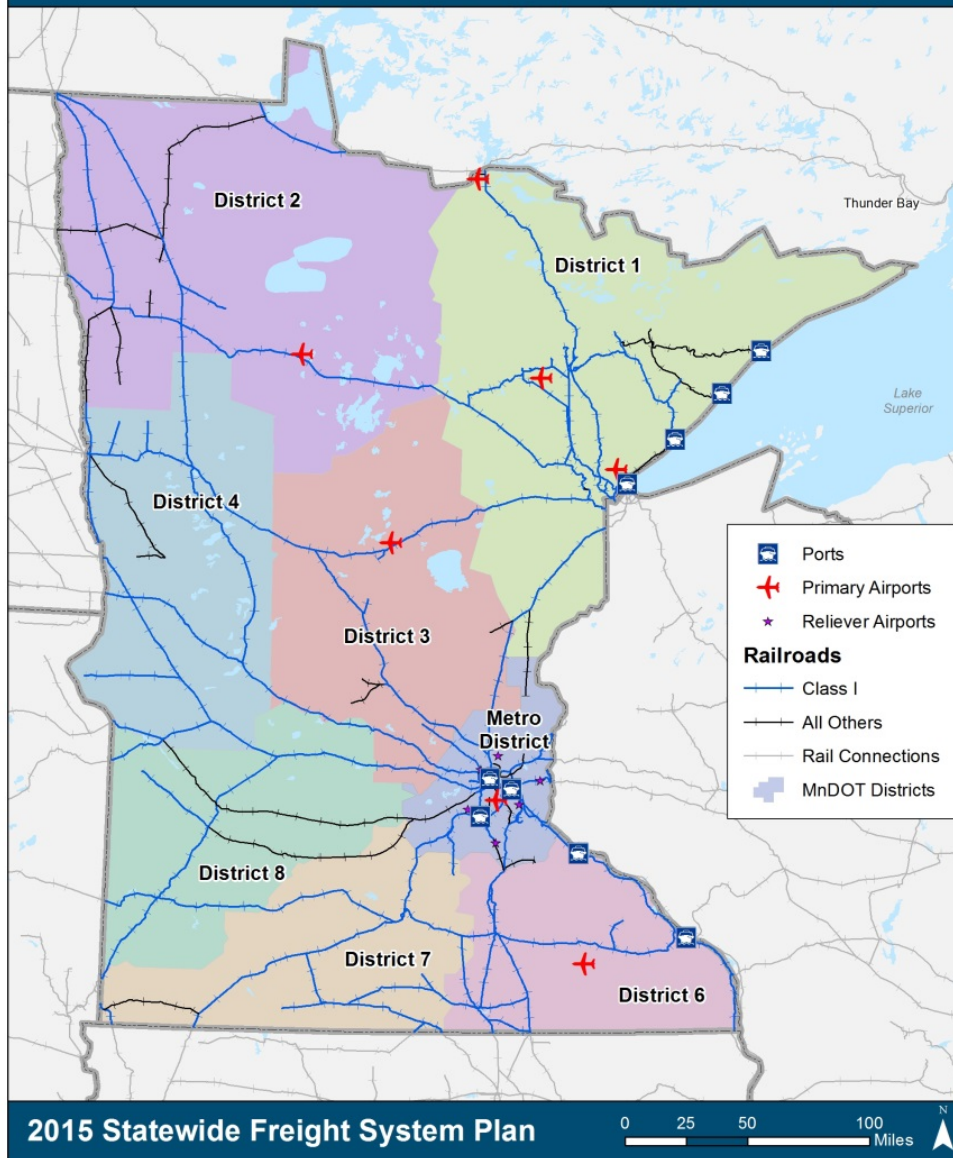 District 2
Thunder Bay
District 1
Lake
Superior
District 4
District 3
Metro
District
District 8
District 7
District 6
Ports
Primary Airports
Reliever Airports
Railroads
Class I
All Others
Rail Connections
MnDOT Districts
2015 Statewide Freight System Plan
0 25 50 100
Miles
N